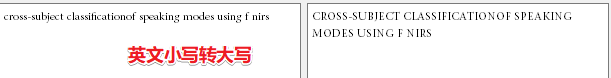 cross-subject classificationof speaking modes using f nirs
英文小写转大写
CROSS-SUBJECT CLASSIFICATIONOF SPEAKING
MODES USING F NIRS